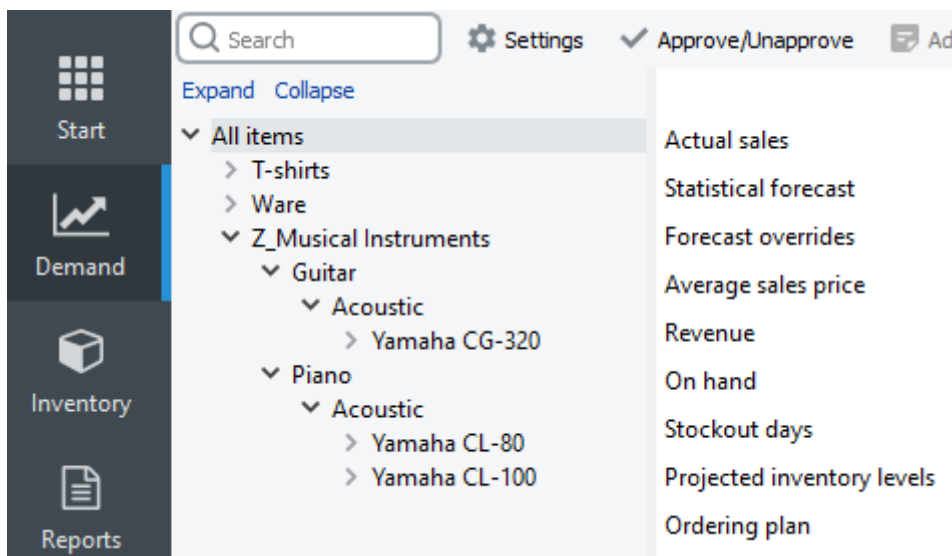 Search
Settings
Approve/Unapprove
Ad
Start
Demand
Inventory
Reports
Expand Collapse
All items
T-shirts
Ware
Z_Musical Instruments
Guitar
Acoustic
Yamaha CG-320
Piano
Acoustic
Yamaha CL-80
Yamaha CL-100
Actual sales
Statistical forecast
Forecast overrides
Average sales price
Revenue
On hand
Stockout days
Projected inventory levels
Ordering plan